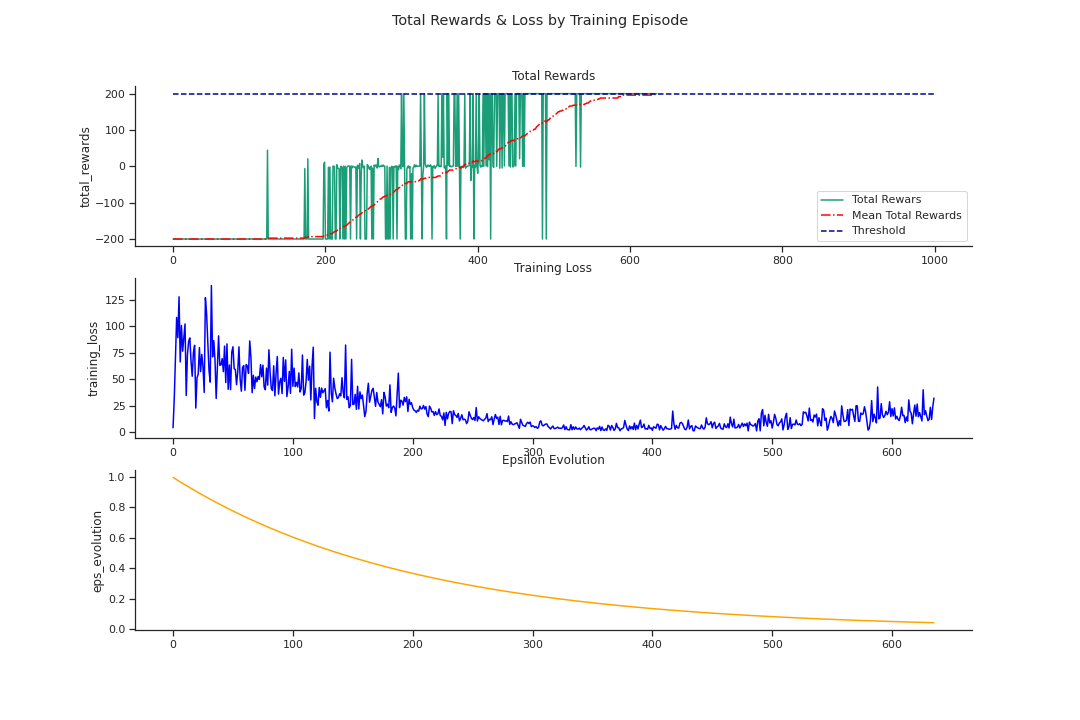 Total Rewards & Loss by Training Episode
Total Rewards
total_rewards
200
100
0
−100
−200
Total Rewars
Mean Total Rewards
Threshold
0 200 400 600 800 1000
Training Loss
training_loss
125
100
75
50
25
0
0 100 200 300 400 500 600
Epsilon Evolution
eps_evolution
1.0
0.8
0.6
0.4
0.2
0.0
0 100 200 300 400 500 600